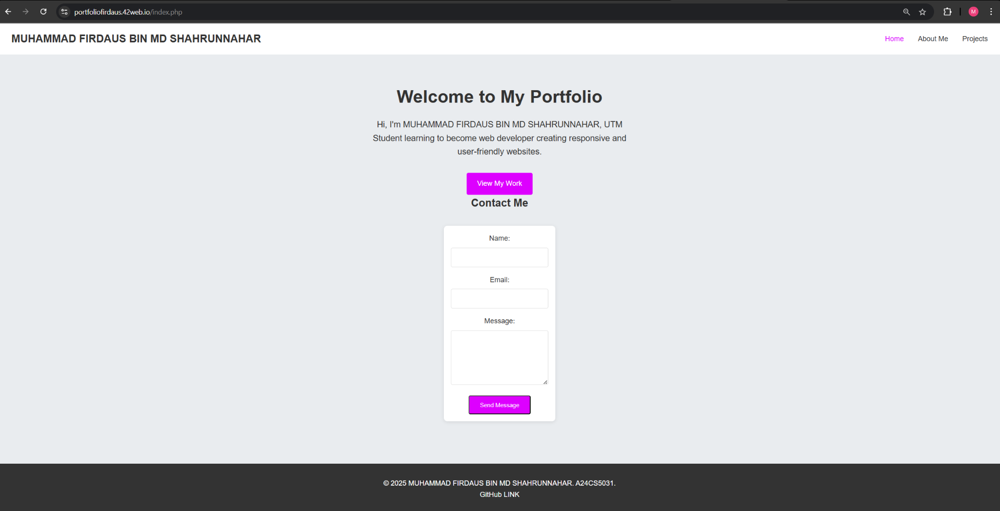 portfoliofirdaus.42web.io/index.php
M
MUHAMMAD FIRDAUS BIN MD SHAHRUNNAHAR
Home About Me Projects
Welcome to My Portfolio
Hi, I'm MUHAMMAD FIRDAUS BIN MD SHAHRUNNAHAR, UTM
Student learning to become web developer creating responsive and
user-friendly websites.
View My Work
Contact Me
Name:
Email:
Message:
Send Message
© 2025 MUHAMMAD FIRDAUS BIN MD SHAHRUNNAHAR. A24CS5031.
GitHub LINK